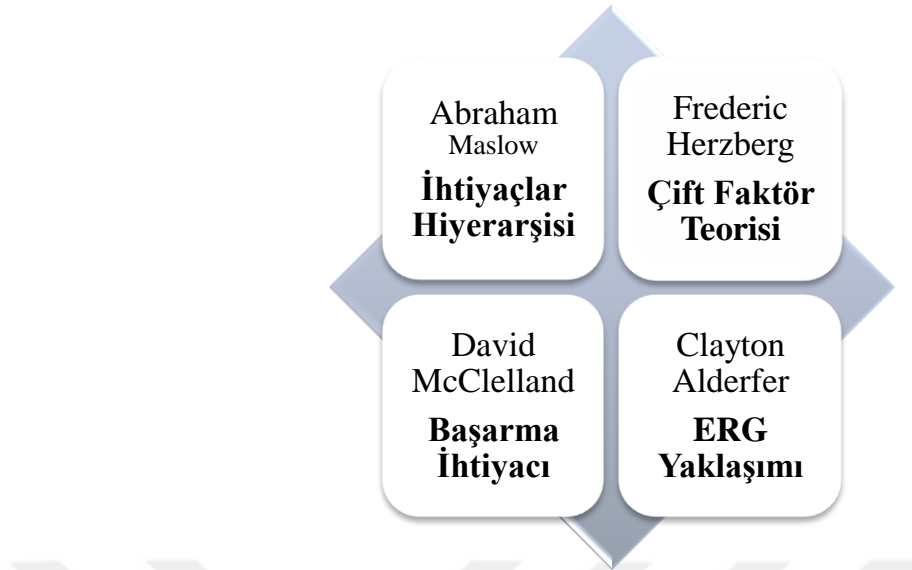 Abraham
Maslow
İhtiyaçlar
Hiyerarşisi
Frederic
Herzberg
Çift Faktör
Teorisi
David
McClelland
Başarma
İhtiyacı
Clayton
Alderfer
ERG
Yaklaşımı